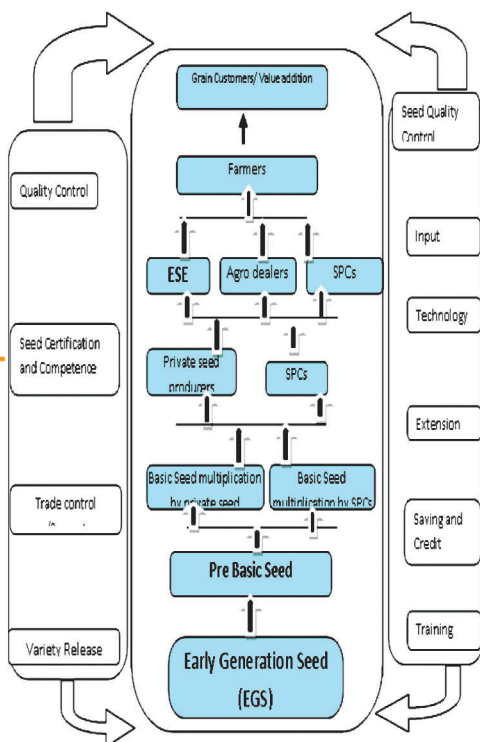 Grain Customers/ Value addition
Farmers
ESE
Agro dealers
SPCs
Private seed
producers
SPCs
Basic Seed multiplication
by private seed
Basic Seed
multiplication by SPCs
Pre Basic Seed
Early Generation Seed
(EGS)
Quality Control
Seed Certification
and Competence
Trade control
Variety Release
Seed Quality
Control
Input
Technology
Extension
Saving and
Credit
Training